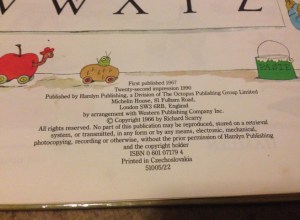 W X Y Z
First published 1967
Twenty-second impression 1990
Published by Hamlyn Publishing, a Division of The Octopus Publishing Group Limited
Michelin House, 81 Fulham Road,
London SW3 6RB, England
by arrangement with Western Publishing Company Inc.
© Copyright 1966 by Richard Scarry
All rights reserved. No part of this publication may be reproduced, stored on a retrieval
system, or transmitted, in any form or by any means, electronic, mechanical,
photocopying, recording or otherwise, without the prior permission of Hamlyn Publishing
and the copyright holder
ISBN 0 601 07179 4
Printed in Czechoslovakia
51005/22